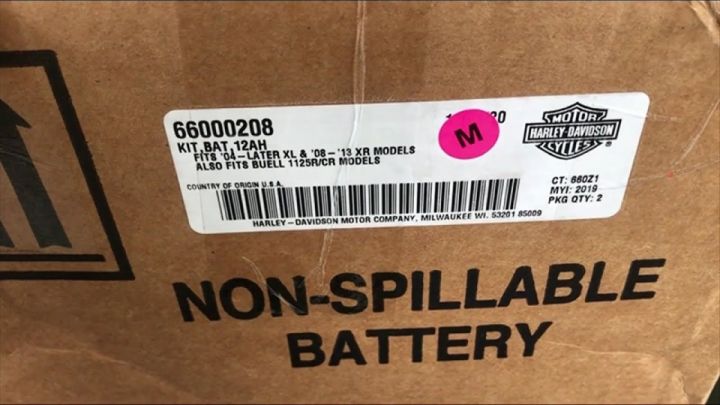 66000208
KIT, BAT, 12AH
FITS '04-LATER XL & '08-'13 XR MODELS
ALSO FITS BUELL 1125R/CR MODELS
M
MOTOR
HARLEY-DAVIDSON
CYCLES
COUNTRY OF ORIGIN U.S.A.
CT: 660Z1
MYI: 2019
PKG QTY: 2
HARLEY-DAVIDSON MOTOR COMPANY, MILWAUKEE WI. 53201 85009
NON-SPILLABLE
BATTERY